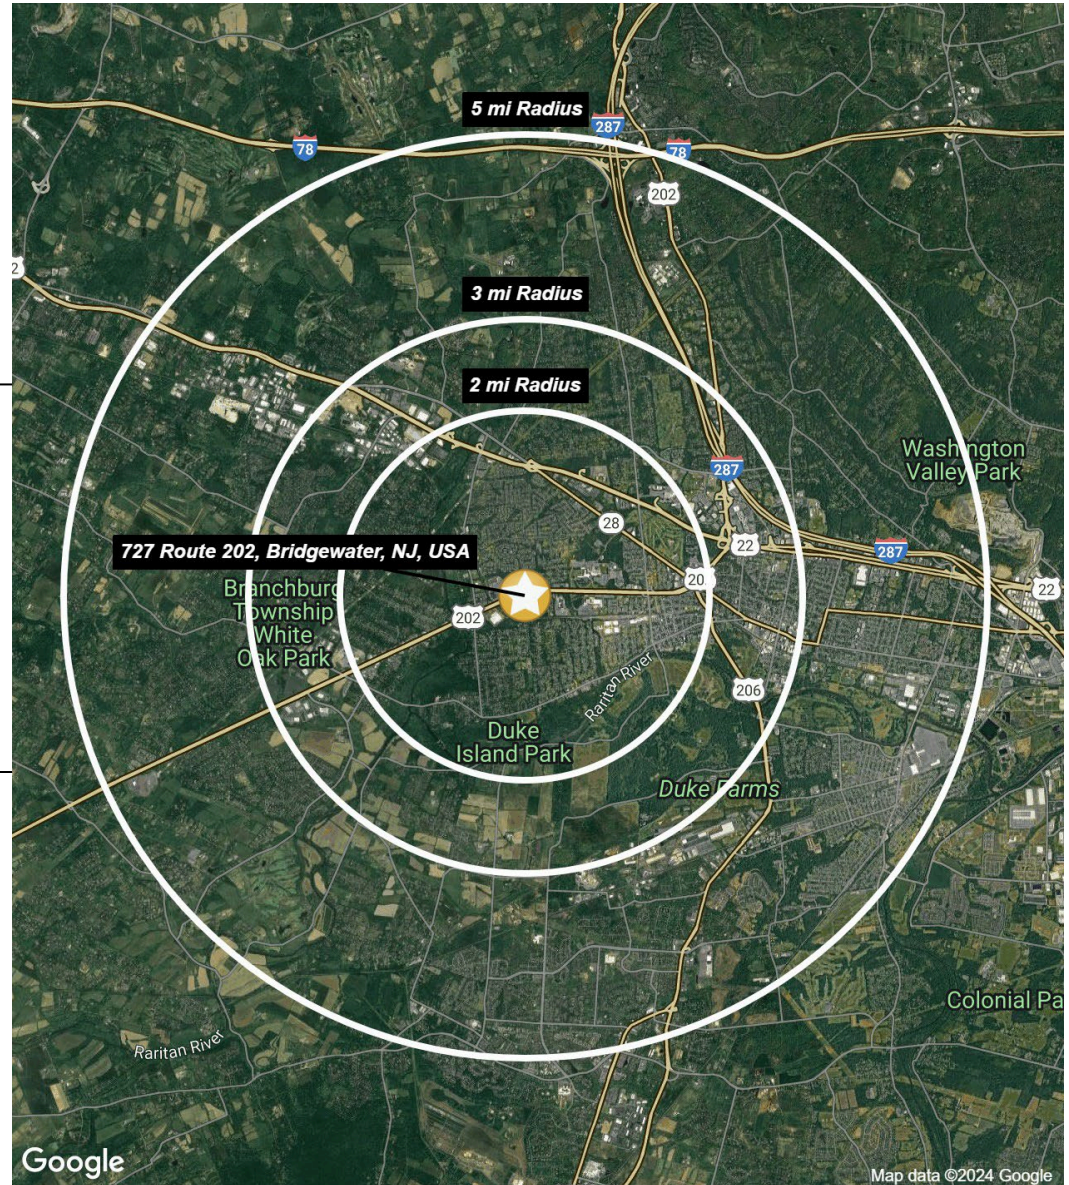 5 mi Radius
287
78
78
202
2
3 mi Radius
2 mi Radius
Washington
Valley Park
287
28
22
287
727 Route 202, Bridgewater, NJ, USA
20
22
Branchburg
Township
White
Oak Park
202
Raritan River
206
Duke
Island Park
Duke Farms
Colonial Pa
Raritan River
Google
Map data ©2024 Google